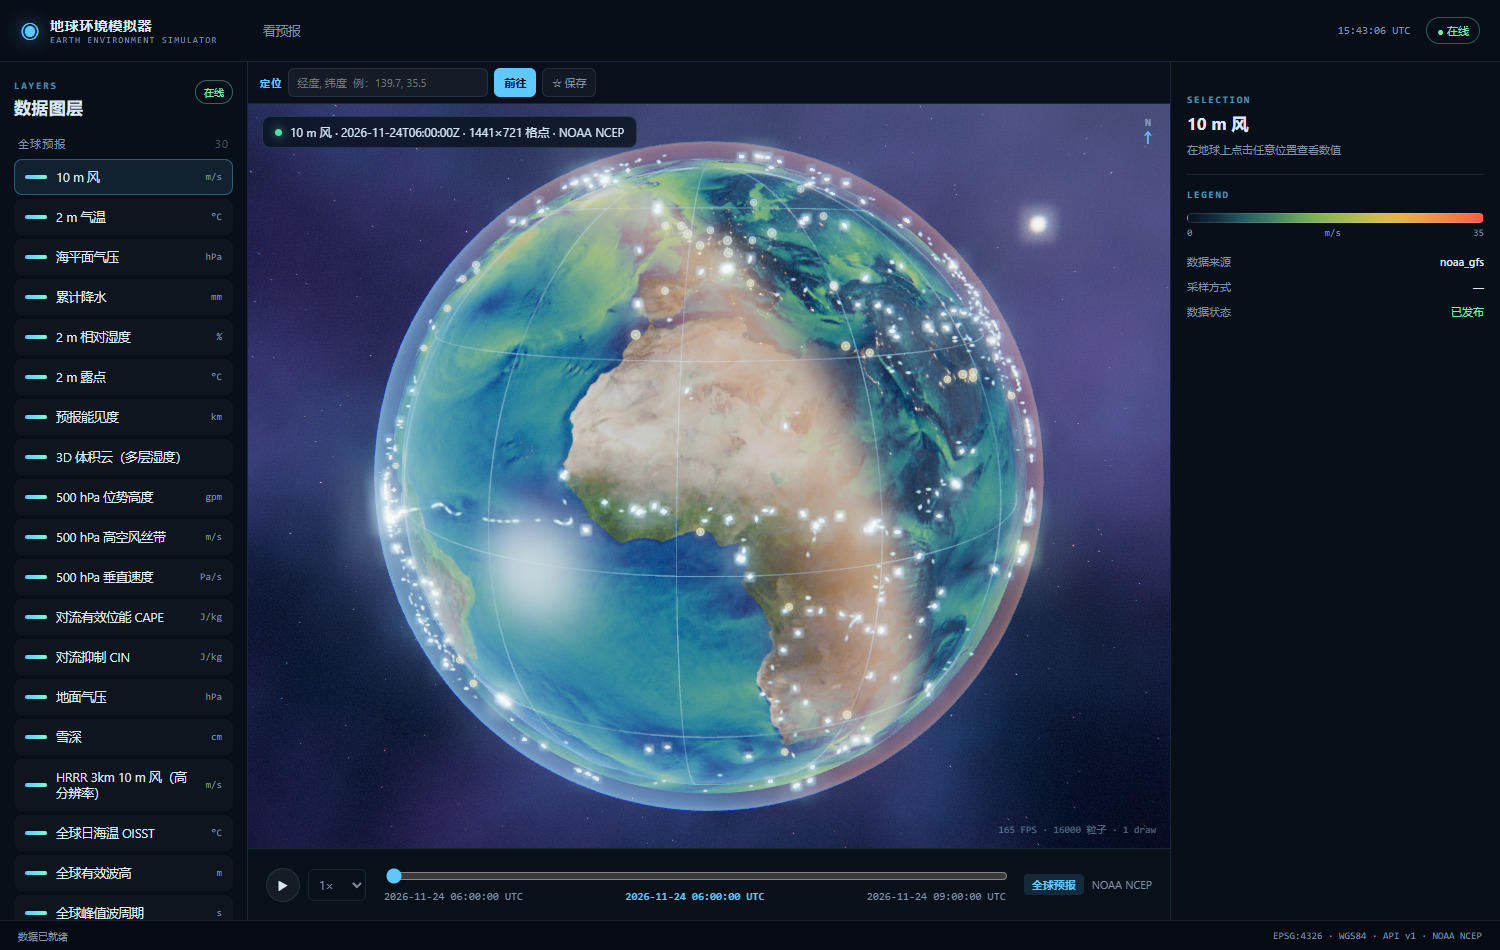 地球环境模拟器
EARTH ENVIRONMENT SIMULATOR
看预报
15:43:06 UTC
● 在线
LAYERS
数据图层
在线
全球预报 30
10 m 风 m/s
2 m 气温 °C
海平面气压 hPa
累计降水 mm
2 m 相对湿度 %
2 m 露点 °C
预报能见度 km
3D 体积云（多层湿度）
500 hPa 位势高度 gpm
500 hPa 高空风丝带 m/s
500 hPa 垂直速度 Pa/s
对流有效位能 CAPE J/kg
对流抑制 CIN J/kg
地面气压 hPa
雪深 cm
HRRR 3km 10 m 风（高
分辨率） m/s
全球日海温 OISST °C
全球有效波高 m
全球峰值波周期 s
定位 经度, 纬度 例：139.7, 35.5 前往 ☆ 保存
10 m 风 · 2026-11-24T06:00:00Z · 1441×721 格点 · NOAA NCEP
N
165 FPS · 16000 粒子 · 1 draw
1×
2026-11-24 06:00:00 UTC 2026-11-24 06:00:00 UTC 2026-11-24 09:00:00 UTC
全球预报 NOAA NCEP
SELECTION
10 m 风
在地球上点击任意位置查看数值
LEGEND
0 m/s 35
数据来源 noaa_gfs
采样方式 —
数据状态 已发布
数据已就绪
EPSG:4326 · WGS84 · API v1 · NOAA NCEP